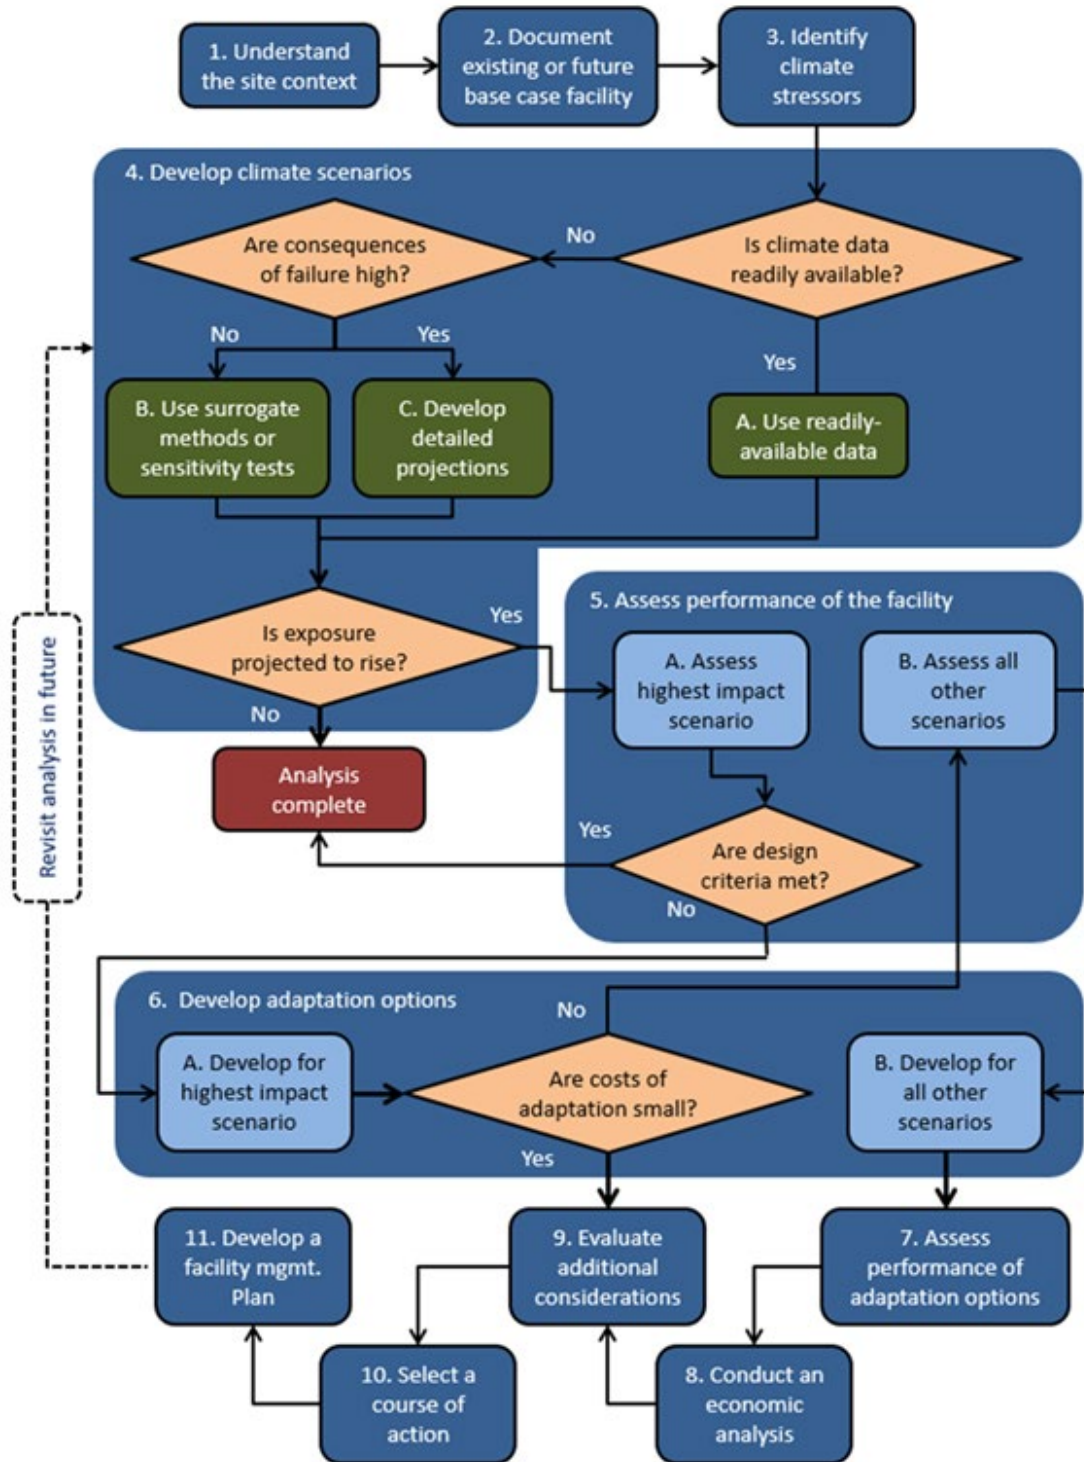 1. Understand
the site context
2. Document
existing or future
base case facility
3. Identify
climate
stressors
4. Develop climate scenarios
Are consequences
of failure high?
No
Is climate data
readily available?
No
Yes
Yes
B. Use surrogate
methods or
sensitivity tests
C. Develop
detailed
projections
A. Use readily-
available data
Is exposure
projected to rise?
Yes
No
Analysis
complete
5. Assess performance of the facility
A. Assess
highest impact
scenario
B. Assess all
other
scenarios
Yes
Are design
criteria met?
No
Revisit analysis in future
6. Develop adaptation options
No
A. Develop for
highest impact
scenario
Are costs of
adaptation small?
B. Develop for
all other
scenarios
Yes
11. Develop a
facility mgmt.
Plan
9. Evaluate
additional
considerations
7. Assess
performance of
adaptation options
10. Select a
course of
action
8. Conduct an
economic
analysis